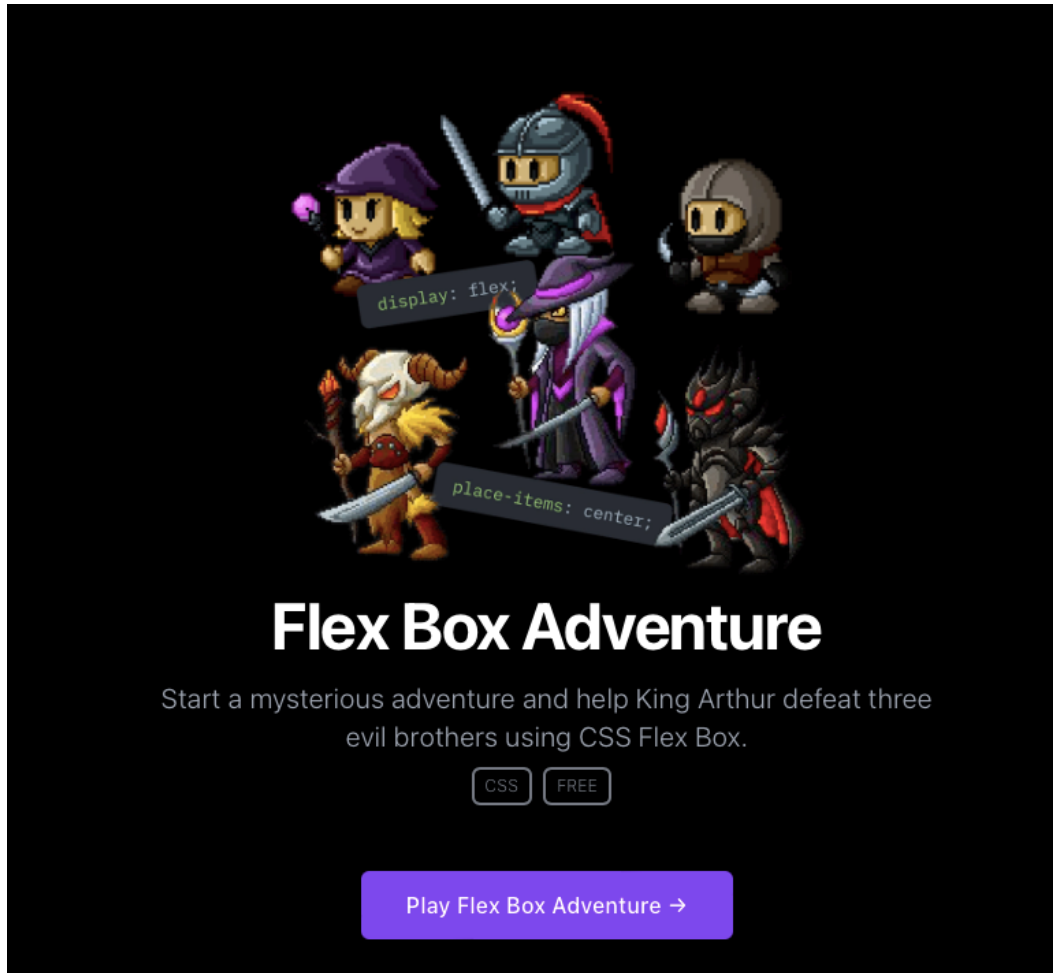 display: flex;
place-items: center;
Flex Box Adventure
Start a mysterious adventure and help King Arthur defeat three
evil brothers using CSS Flex Box.
CSS
FREE
Play Flex Box Adventure →